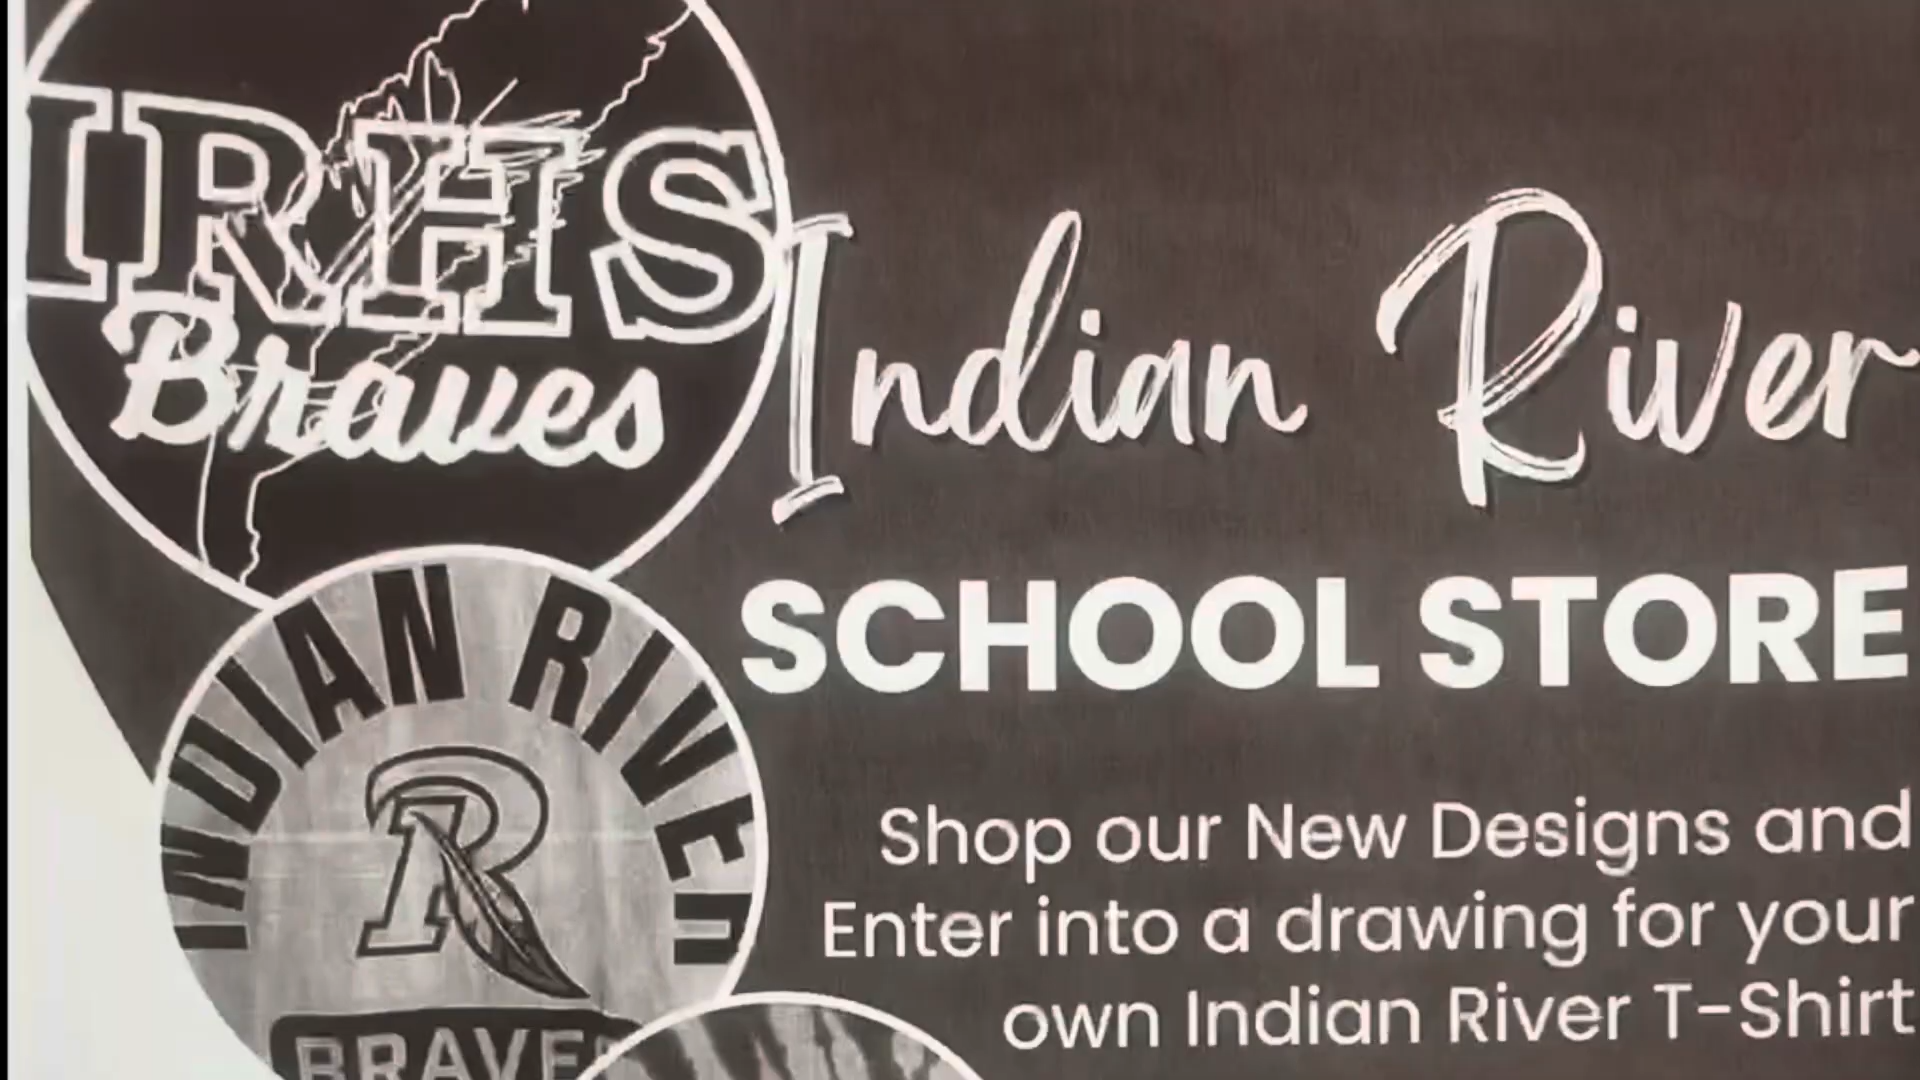 IRHS
Braves
Indian River
SCHOOL STORE
INDIAN RIVER
R
BRAVES
Shop our New Designs and
Enter into a drawing for your
own Indian River T-Shirt